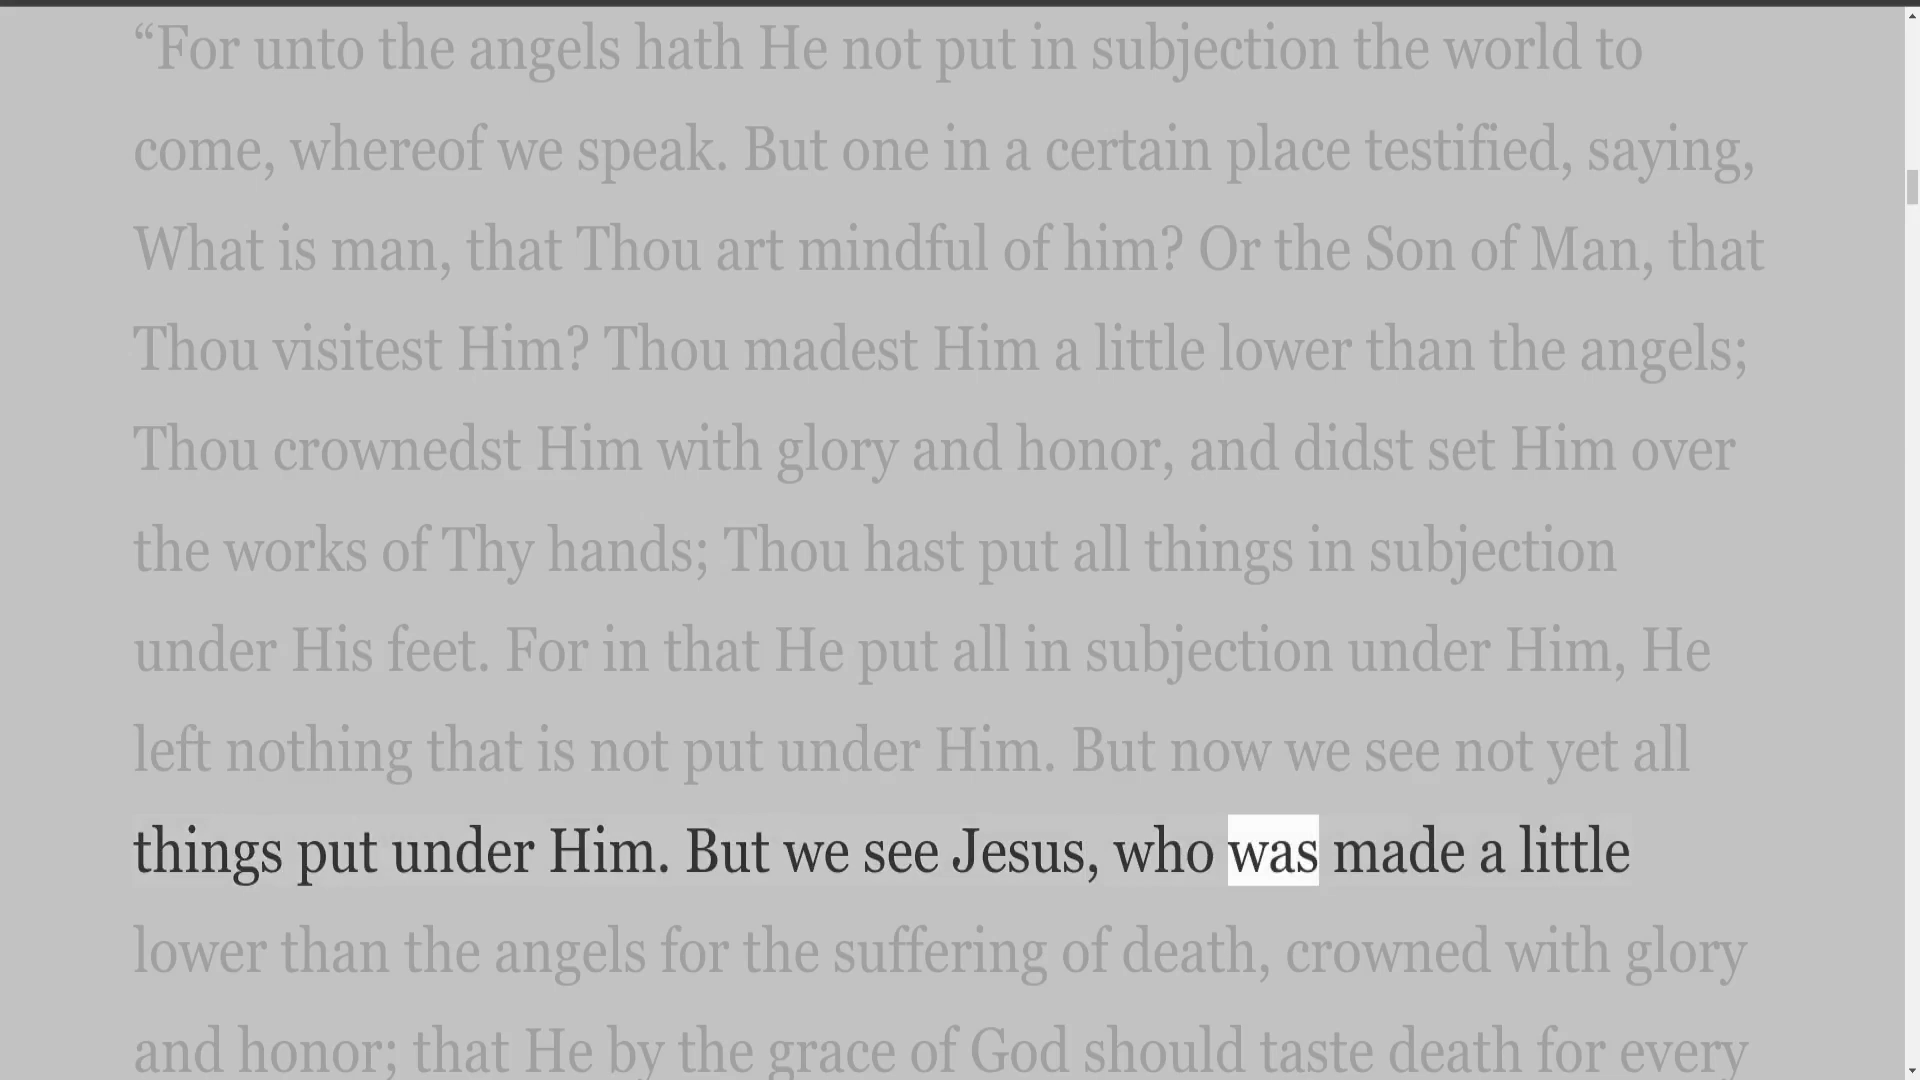 “For unto the angels hath He not put in subjection the world to
come, whereof we speak. But one in a certain place testified, saying,
What is man, that Thou art mindful of him? Or the Son of Man, that
Thou visitest Him? Thou madest Him a little lower than the angels;
Thou crownedst Him with glory and honor, and didst set Him over
the works of Thy hands; Thou hast put all things in subjection
under His feet. For in that He put all in subjection under Him, He
left nothing that is not put under Him. But now we see not yet all
things put under Him. But we see Jesus, who was made a little
lower than the angels for the suffering of death, crowned with glory
and honor; that He by the grace of God should taste death for every